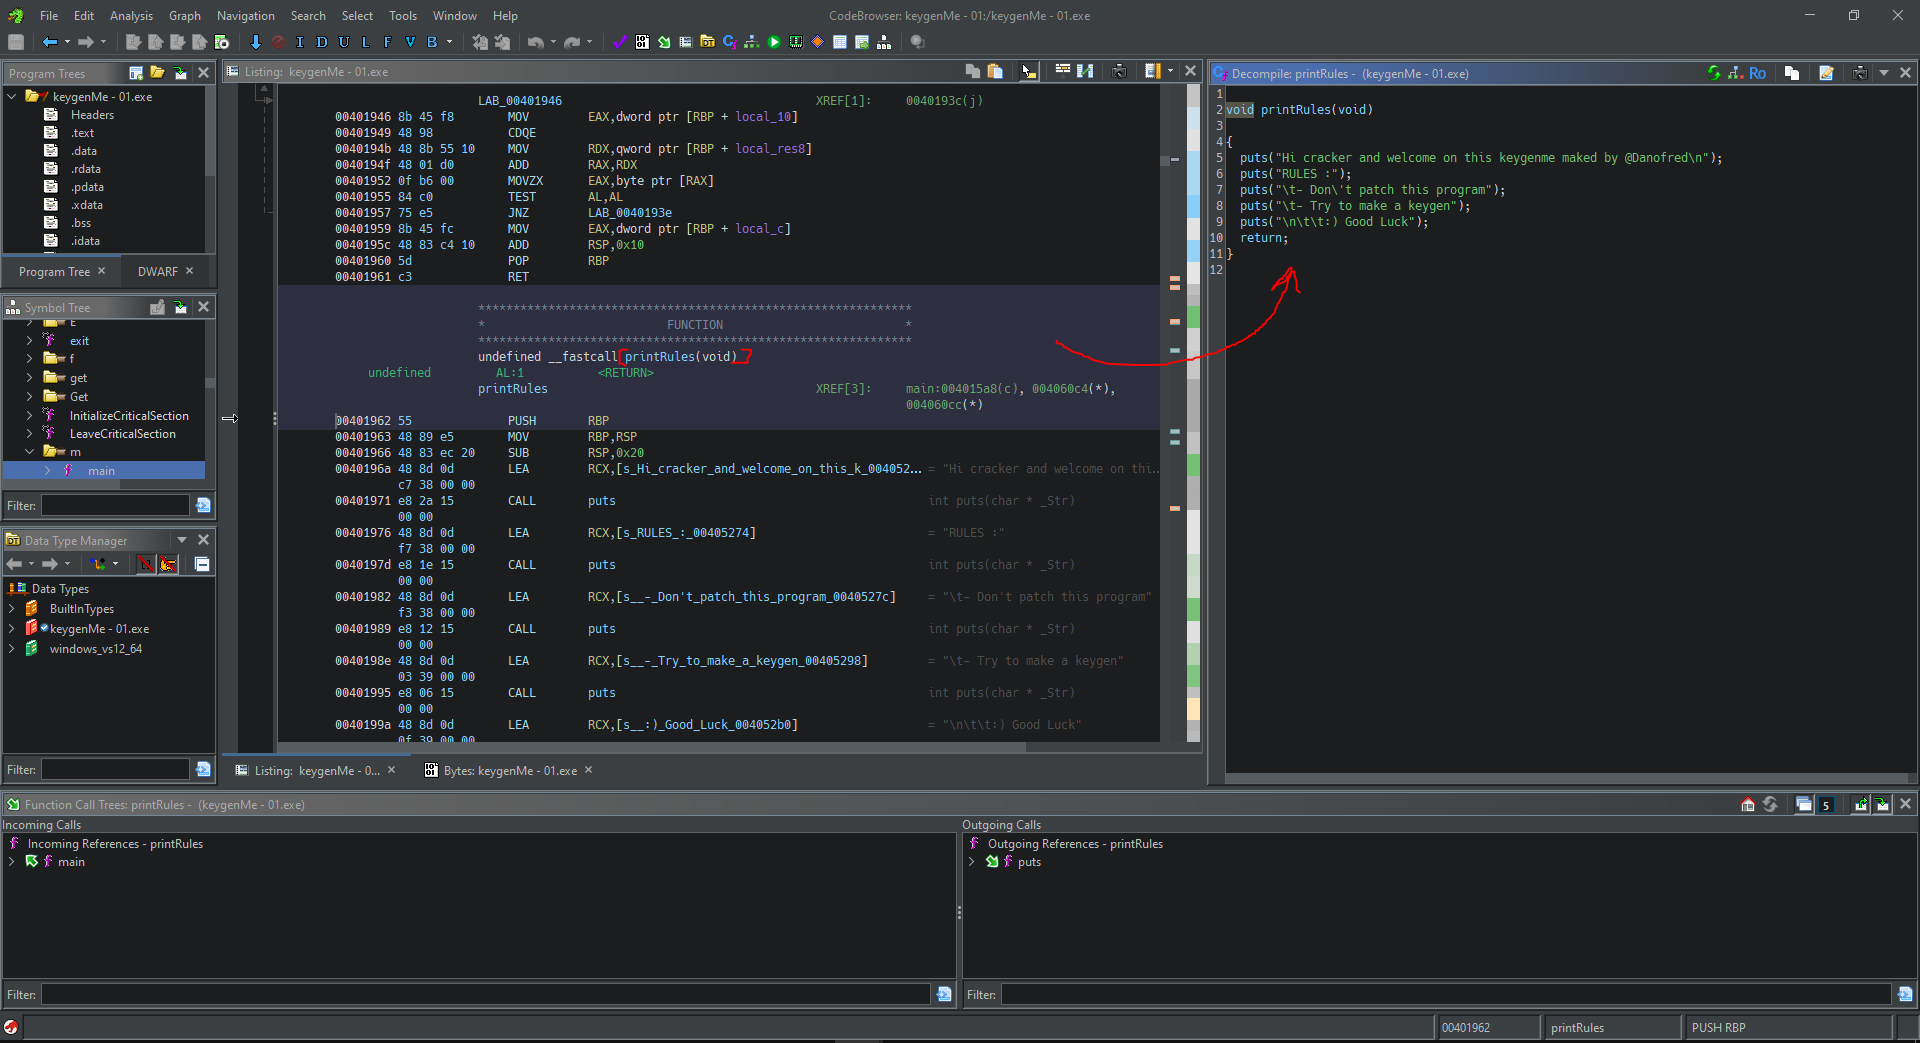 File Edit Analysis Graph Navigation Search Select Tools Window Help
CodeBrowser: keygenMe - 01:/keygenMe - 01.exe
I D U L F V B
Program Trees
keygenMe - 01.exe
Headers
.text
.data
.rdata
.pdata
.xdata
.bss
.idata
Program Tree
DWARF
Symbol Tree
E
exit
f
get
Get
InitializeCriticalSection
LeaveCriticalSection
m
main
Filter:
Data Type Manager
Data Types
BuiltInTypes
keygenMe - 01.exe
windows_vs12_64
Filter:
Listing: keygenMe - 01.exe
LAB_00401946 XREF[1]: 0040193c(j)
00401946 8b 45 f8 MOV EAX,dword ptr [RBP + local_10]
00401949 48 98 CDQE
0040194b 48 8b 55 10 MOV RDX,qword ptr [RBP + local_res8]
0040194f 48 01 d0 ADD RAX,RDX
00401952 0f b6 00 MOVZX EAX,byte ptr [RAX]
00401955 84 c0 TEST AL,AL
00401957 75 e5 JNZ LAB_0040193e
00401959 8b 45 fc MOV EAX,dword ptr [RBP + local_c]
0040195c 48 83 c4 10 ADD RSP,0x10
00401960 5d POP RBP
00401961 c3 RET
**************************************************************
* FUNCTION *
**************************************************************
undefined __fastcall printRules(void)
undefined AL:1 <RETURN>
printRules XREF[3]: main:004015a8(c), 004060c4(*),
004060cc(*)
00401962 55 PUSH RBP
00401963 48 89 e5 MOV RBP,RSP
00401966 48 83 ec 20 SUB RSP,0x20
0040196a 48 8d 0d LEA RCX,[s_Hi_cracker_and_welcome_on_this_k_004052... = "Hi cracker and welcome on thi...
c7 38 00 00
00401971 e8 2a 15 CALL puts int puts(char * _Str)
00 00
00401976 48 8d 0d LEA RCX,[s_RULES_:_00405274] = "RULES :"
f7 38 00 00
0040197d e8 1e 15 CALL puts int puts(char * _Str)
00 00
00401982 48 8d 0d LEA RCX,[s__-_Don't_patch_this_program_0040527c] = "\t- Don't patch this program"
f3 38 00 00
00401989 e8 12 15 CALL puts int puts(char * _Str)
00 00
0040198e 48 8d 0d LEA RCX,[s__-_Try_to_make_a_keygen_00405298] = "\t- Try to make a keygen"
03 39 00 00
00401995 e8 06 15 CALL puts int puts(char * _Str)
00 00
0040199a 48 8d 0d LEA RCX,[s__:)_Good_Luck_004052b0] = "\n\t\t:) Good Luck"
0f 39 00 00
Listing: keygenMe - 0...
Bytes: keygenMe - 01.exe
Decompile: printRules - (keygenMe - 01.exe)
Ro
1
2 void printRules(void)
3
4 {
5 puts("Hi cracker and welcome on this keygenme maked by @Danofred\n");
6 puts("RULES :");
7 puts("\t- Don\'t patch this program");
8 puts("\t- Try to make a keygen");
9 puts("\n\t\t:) Good Luck");
10 return;
11 }
12
Function Call Trees: printRules - (keygenMe - 01.exe)
5
Incoming Calls
Incoming References - printRules
main
Filter:
Outgoing Calls
Outgoing References - printRules
puts
Filter:
00401962
printRules
PUSH RBP